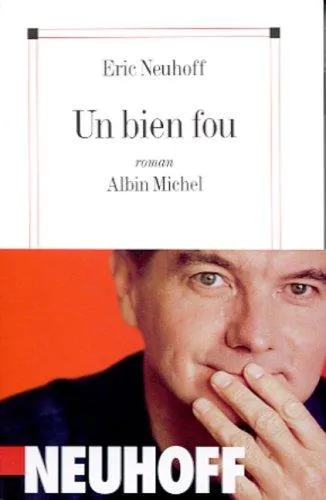 Eric Neuhoff
Un bien fou
roman
Albin Michel
NEUHOFF